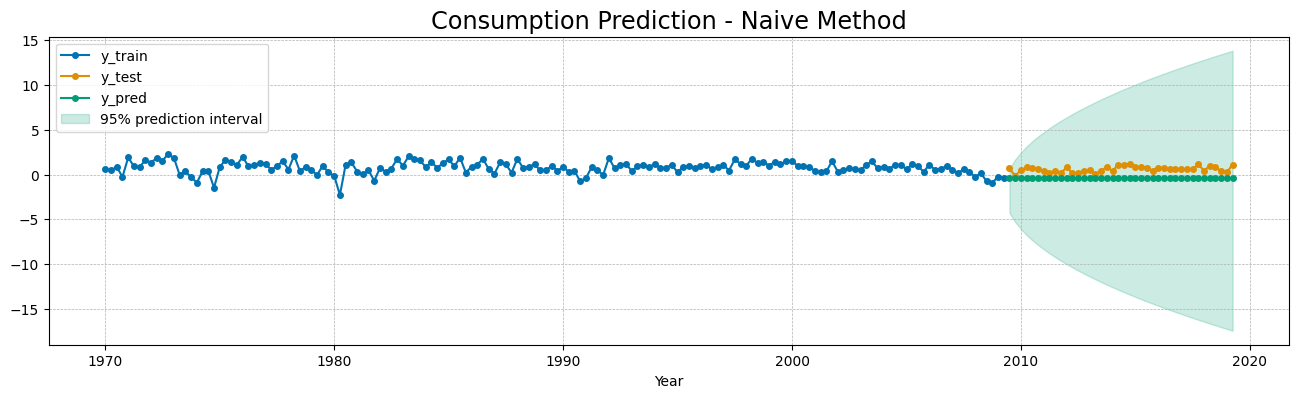 Consumption Prediction - Naive Method
15
10
5
0
−5
−10
−15
y_train
y_test
y_pred
95% prediction interval
1970
1980
1990
2000
2010
2020
Year